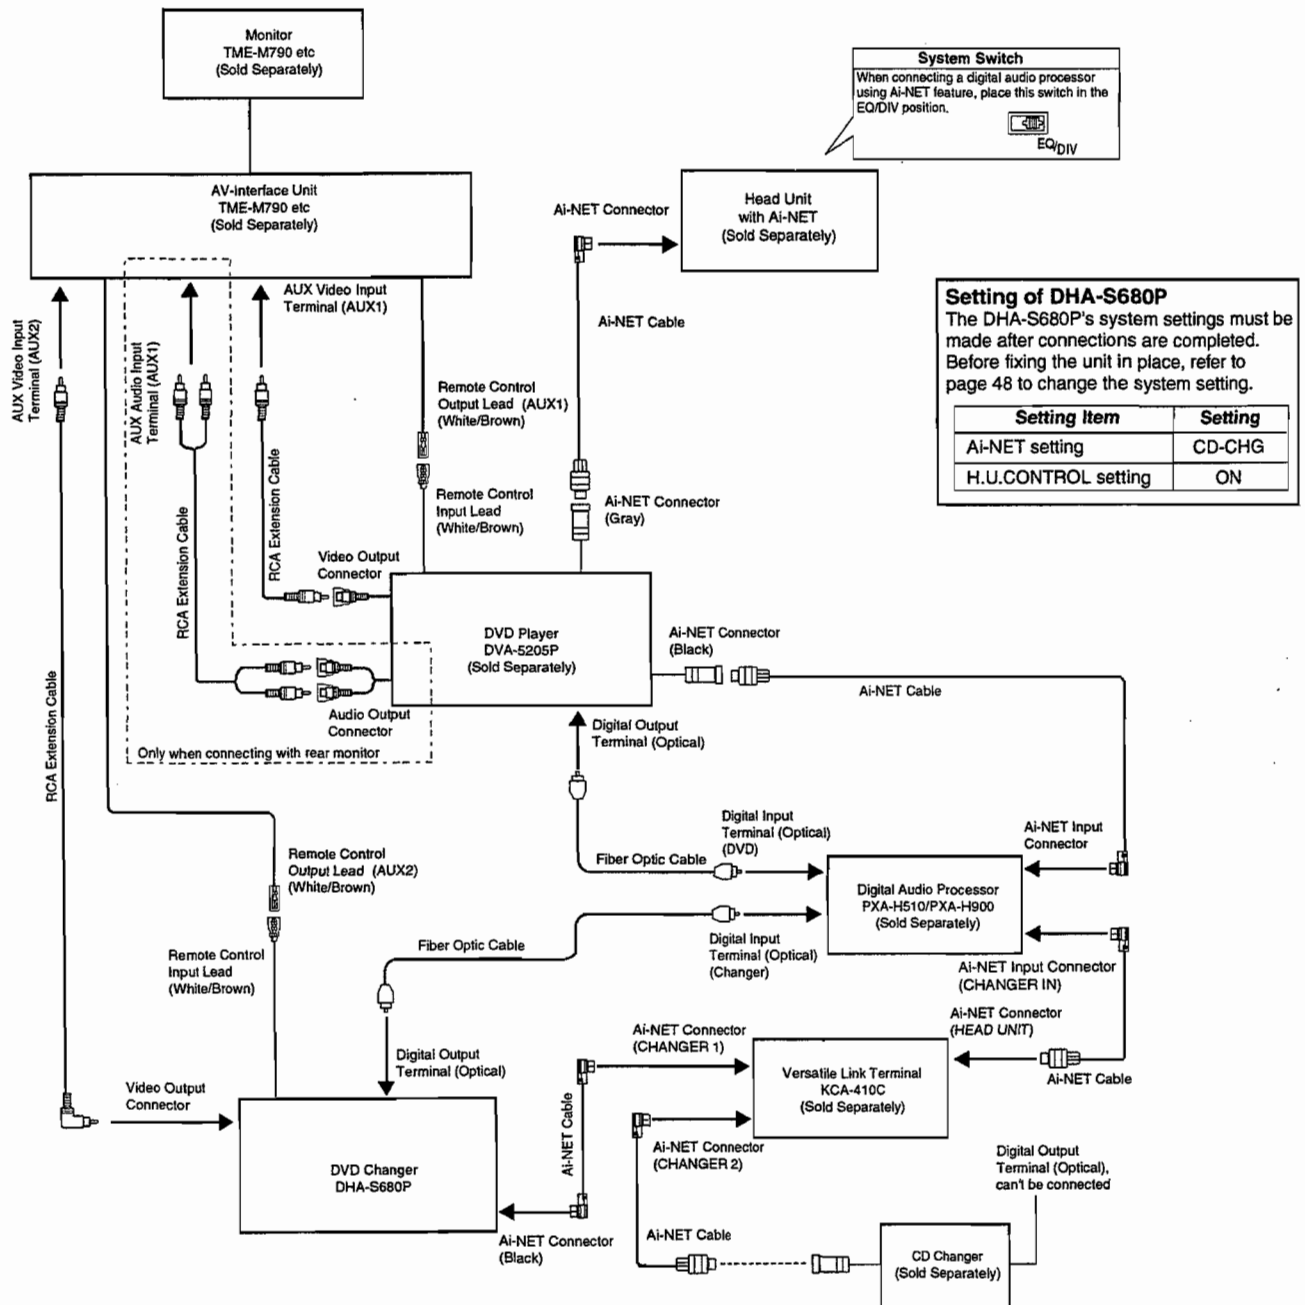 Monitor
TME-M790 etc
(Sold Separately)
System Switch
When connecting a digital audio processor
using Ai-NET feature, place this switch in the
EQ/DIV position.
EQ/DIV
AV-Interface Unit
TME-M790 etc
(Sold Separately)
Ai-NET Connector
Head Unit
with Ai-NET
(Sold Separately)
AUX Video Input
Terminal (AUX2)
AUX Audio Input
Terminal (AUX1)
AUX Video Input
Terminal (AUX1)
Ai-NET Cable
Setting of DHA-S680P
The DHA-S680P's system settings must be
made after connections are completed.
Before fixing the unit in place, refer to
page 48 to change the system setting.
Setting Item Setting
Ai-NET setting CD-CHG
H.U.CONTROL setting ON
Remote Control
Output Lead (AUX1)
(White/Brown)
Remote Control
Input Lead
(White/Brown)
Ai-NET Connector
(Gray)
RCA Extension Cable
RCA Extension Cable
Video Output
Connector
DVD Player
DVA-5205P
(Sold Separately)
Ai-NET Connector
(Black)
Ai-NET Cable
Audio Output
Connector
Only when connecting with rear monitor
Digital Output
Terminal (Optical)
RCA Extension Cable
Digital Input
Terminal (Optical)
(DVD)
Ai-NET Input
Connector
Fiber Optic Cable
Remote Control
Output Lead (AUX2)
(White/Brown)
Digital Audio Processor
PXA-H510/PXA-H900
(Sold Separately)
Fiber Optic Cable
Digital Input
Terminal (Optical)
(Changer)
Remote Control
Input Lead
(White/Brown)
Ai-NET Input Connector
(CHANGER IN)
Ai-NET Connector
(HEAD UNIT)
Ai-NET Connector
(CHANGER 1)
Digital Output
Terminal (Optical)
Versatile Link Terminal
KCA-410C
(Sold Separately)
Ai-NET Cable
Video Output
Connector
Ai-NET Cable
Ai-NET Connector
(CHANGER 2)
DVD Changer
DHA-S680P
Digital Output
Terminal (Optical),
can't be connected
Ai-NET Connector
(Black)
Ai-NET Cable
CD Changer
(Sold Separately)